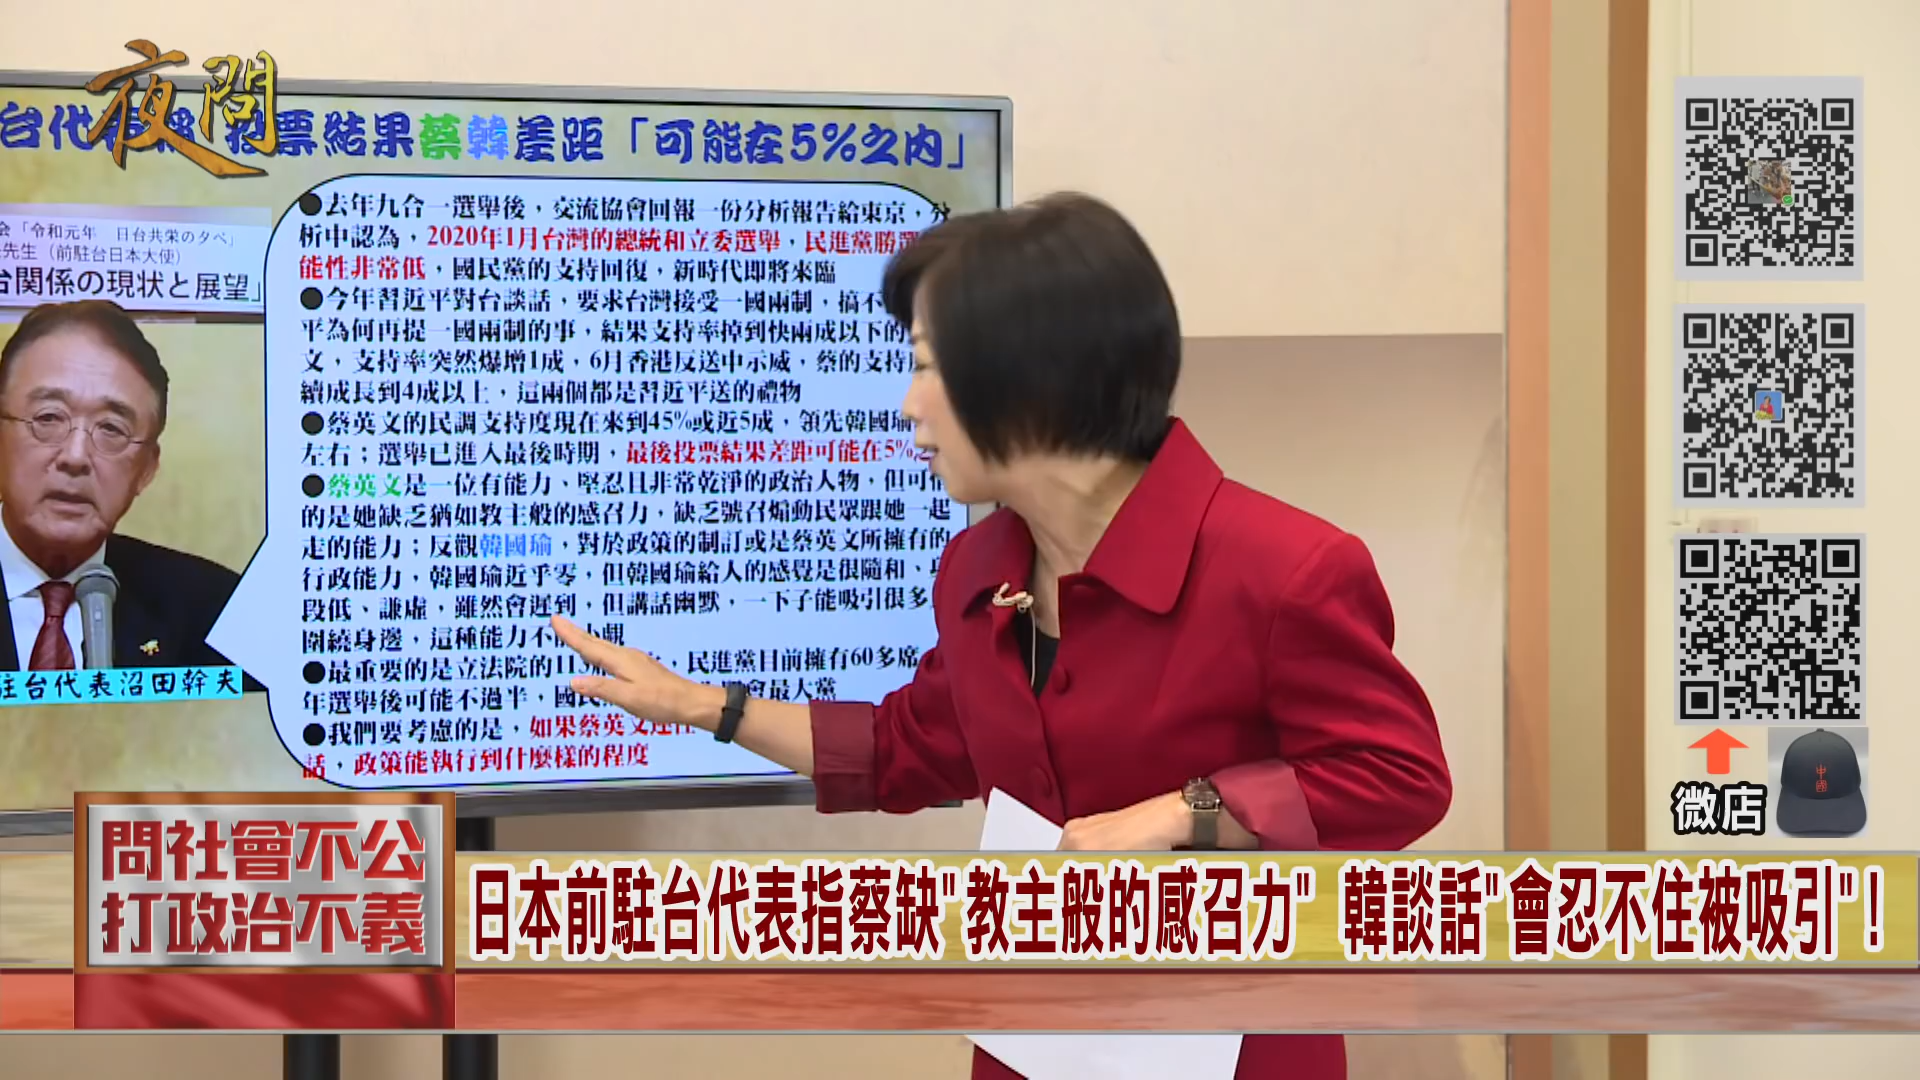 夜問
台代表稱 投票結果蔡韓差距「可能在5%之內」
会「令和元年 日台共栄の夕べ」
先生（前駐台日本大使）
台関係の現状と展望」
●去年九合一選舉後，交流協會回報一份分析報告給東京，分
析中認為，2020年1月台灣的總統和立委選舉，民進黨勝選
能性非常低，國民黨的支持回復，新時代即將來臨
●今年習近平對台談話，要求台灣接受一國兩制，搞不
平為何再提一國兩制的事，結果支持率掉到快兩成以下的
文，支持率突然爆增1成，6月香港反送中示威，蔡的支持
續成長到4成以上，這兩個都是習近平送的禮物
●蔡英文的民調支持度現在來到45%或近5成，領先韓國瑜
左右；選舉已進入最後時期，最後投票結果差距可能在5%之
●蔡英文是一位有能力、堅忍且非常乾淨的政治人物，但可惜
的是她缺乏猶如教主般的感召力，缺乏號召煽動民眾跟她一起
走的能力；反觀韓國瑜，對於政策的制訂或是蔡英文所擁有的
行政能力，韓國瑜近乎零，但韓國瑜給人的感覺是很隨和、身
段低、謙虛，雖然會遲到，但講話幽默，一下子能吸引很多
圍繞身邊，這種能力不 小覷
●最重要的是立法院的113席 ，民進黨目前擁有60多席
年選舉後可能不過半，國民 會最大黨
●我們要考慮的是，如果蔡英文連任
話，政策能執行到什麼樣的程度
駐台代表沼田幹夫
微店
中國
問社會不公
打政治不義
日本前駐台代表指蔡缺"教主般的感召力" 韓談話"會忍不住被吸引"！